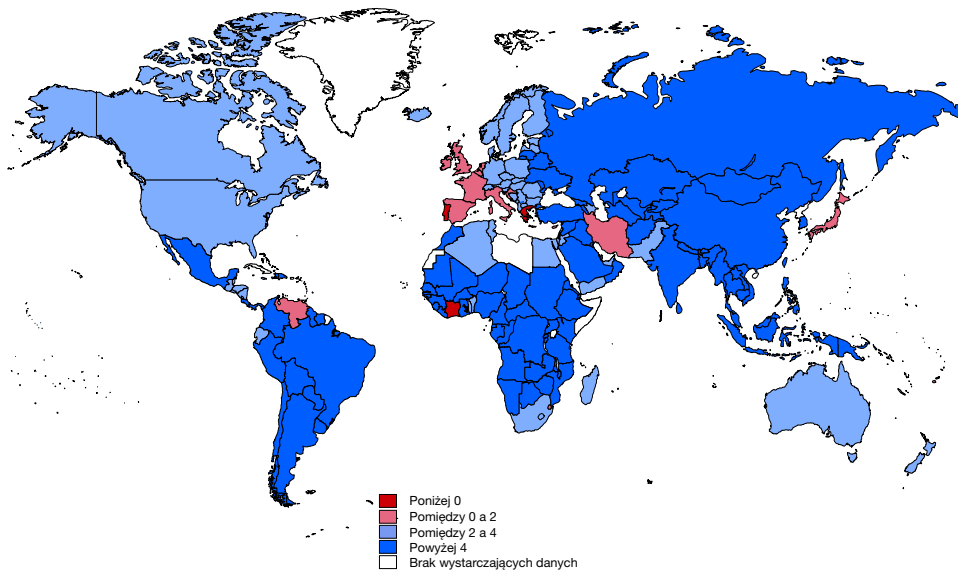 Poniżej 0
Pomiędzy 0 a 2
Pomiędzy 2 a 4
Powyżej 4
Brak wystarczających danych